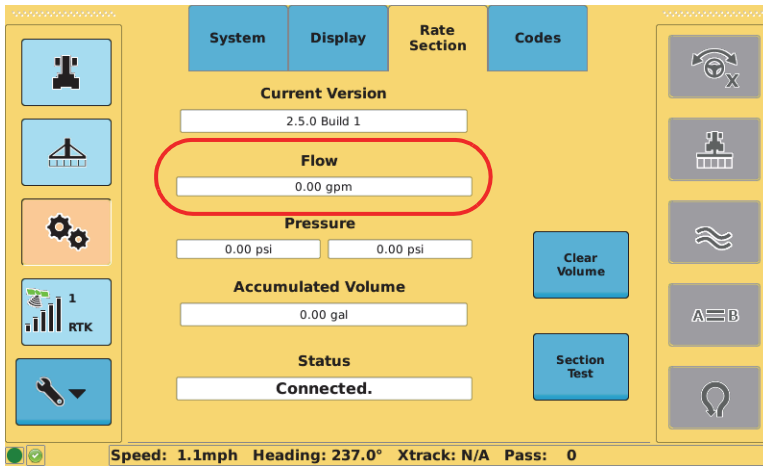 System
Display
Rate
Section
Codes
Current Version
2.5.0 Build 1
Flow
0.00 gpm
Pressure
0.00 psi
0.00 psi
Accumulated Volume
0.00 gal
Status
Connected.
Clear
Volume
Section
Test
1
RTK
X
A B
Speed: 1.1mph Heading: 237.0° Xtrack: N/A Pass: 0